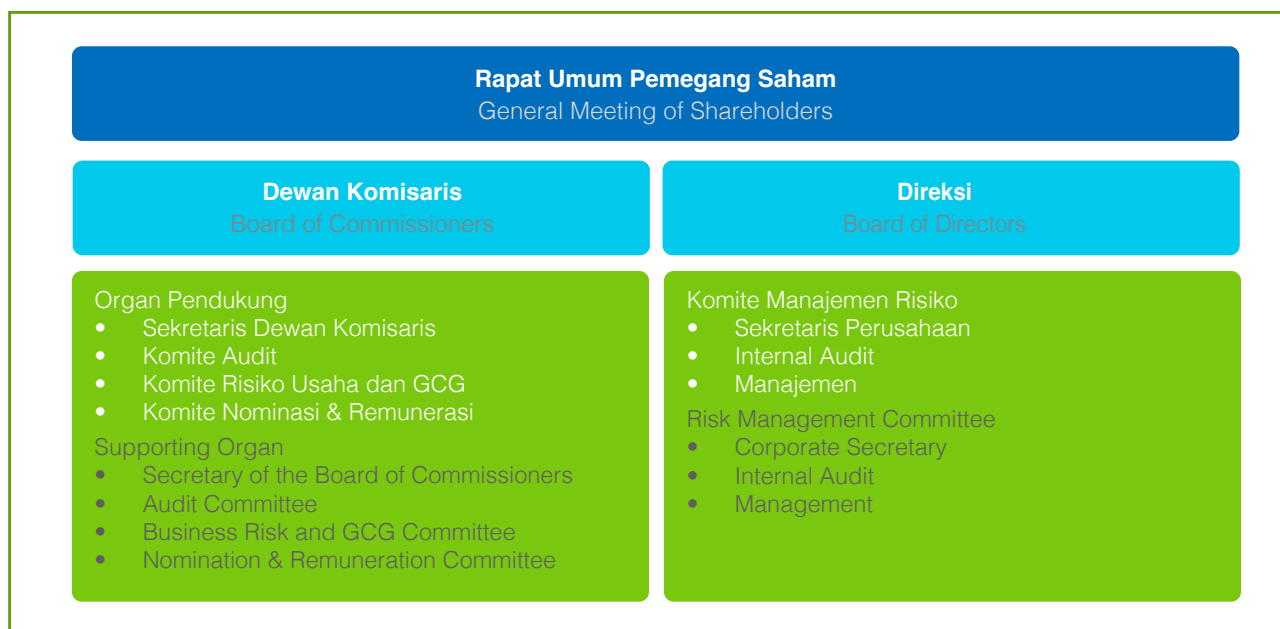 Rapat Umum Pemegang Saham
General Meeting of Shareholders
Dewan Komisaris
Board of Commissioners
Direksi
Board of Directors
Organ Pendukung
• Sekretaris Dewan Komisaris
• Komite Audit
• Komite Risiko Usaha dan GCG
• Komite Nominasi & Remunerasi
Supporting Organ
• Secretary of the Board of Commissioners
• Audit Committee
• Business Risk and GCG Committee
• Nomination & Remuneration Committee
Komite Manajemen Risiko
• Sekretaris Perusahaan
• Internal Audit
• Manajemen
Risk Management Committee
• Corporate Secretary
• Internal Audit
• Management